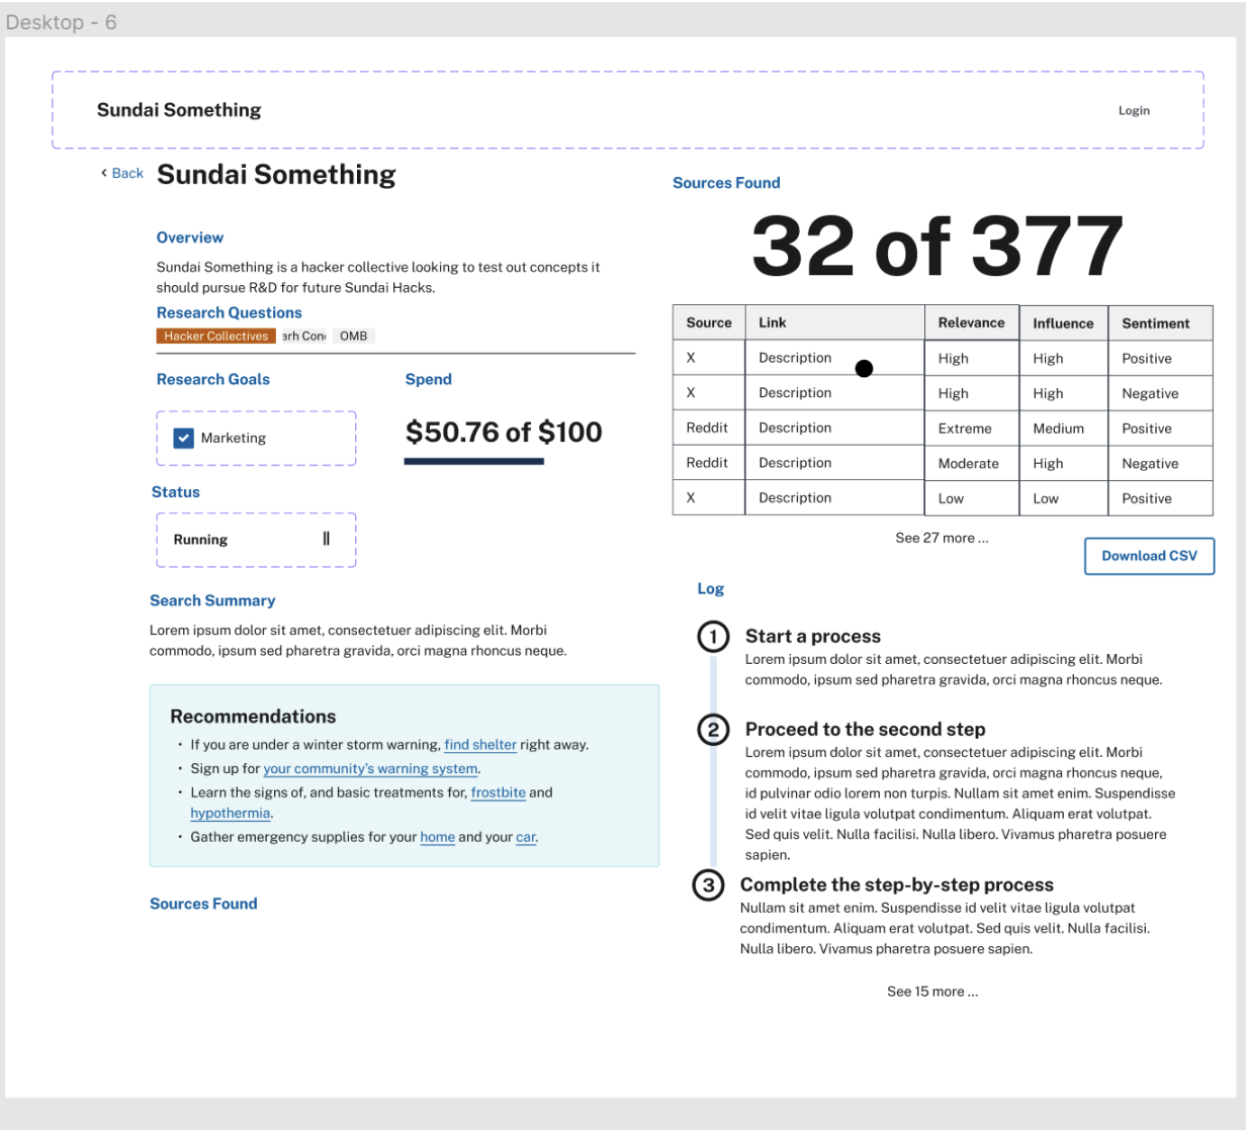 Desktop - 6
Sundai Something
Login
Back
Sundai Something
Overview
Sundai Something is a hacker collective looking to test out concepts it
should pursue R&D for future Sundai Hacks.
Research Questions
Hacker Collectives
OMB
Research Goals
Spend
Marketing
$50.76 of $100
Status
Running
Search Summary
Lorem ipsum dolor sit amet, consectetuer adipiscing elit. Morbi
commodo, ipsum sed pharetra gravida, orci magna rhoncus neque.
Recommendations
• If you are under a winter storm warning, find shelter right away.
• Sign up for your community's warning system.
• Learn the signs of, and basic treatments for, frostbite and
hypothermia.
• Gather emergency supplies for your home and your car.
Sources Found
Sources Found
32 of 377
Source Link Relevance Influence Sentiment
X Description High High Positive
X Description High High Negative
Reddit Description Extreme Medium Positive
Reddit Description Moderate High Negative
X Description Low Low Positive
See 27 more ...
Download CSV
Log
1 Start a process
Lorem ipsum dolor sit amet, consectetuer adipiscing elit. Morbi
commodo, ipsum sed pharetra gravida, orci magna rhoncus neque.
2 Proceed to the second step
Lorem ipsum dolor sit amet, consectetuer adipiscing elit. Morbi
commodo, ipsum sed pharetra gravida, orci magna rhoncus neque,
id pulvinar odio lorem non turpis. Nullam sit amet enim. Suspendisse
id velit vitae ligula volutpat condimentum. Aliquam erat volutpat.
Sed quis velit. Nulla facilisi. Nulla libero. Vivamus pharetra posuere
sapien.
3 Complete the step-by-step process
Nullam sit amet enim. Suspendisse id velit vitae ligula volutpat
condimentum. Aliquam erat volutpat. Sed quis velit. Nulla facilisi.
Nulla libero. Vivamus pharetra posuere sapien.
See 15 more ...